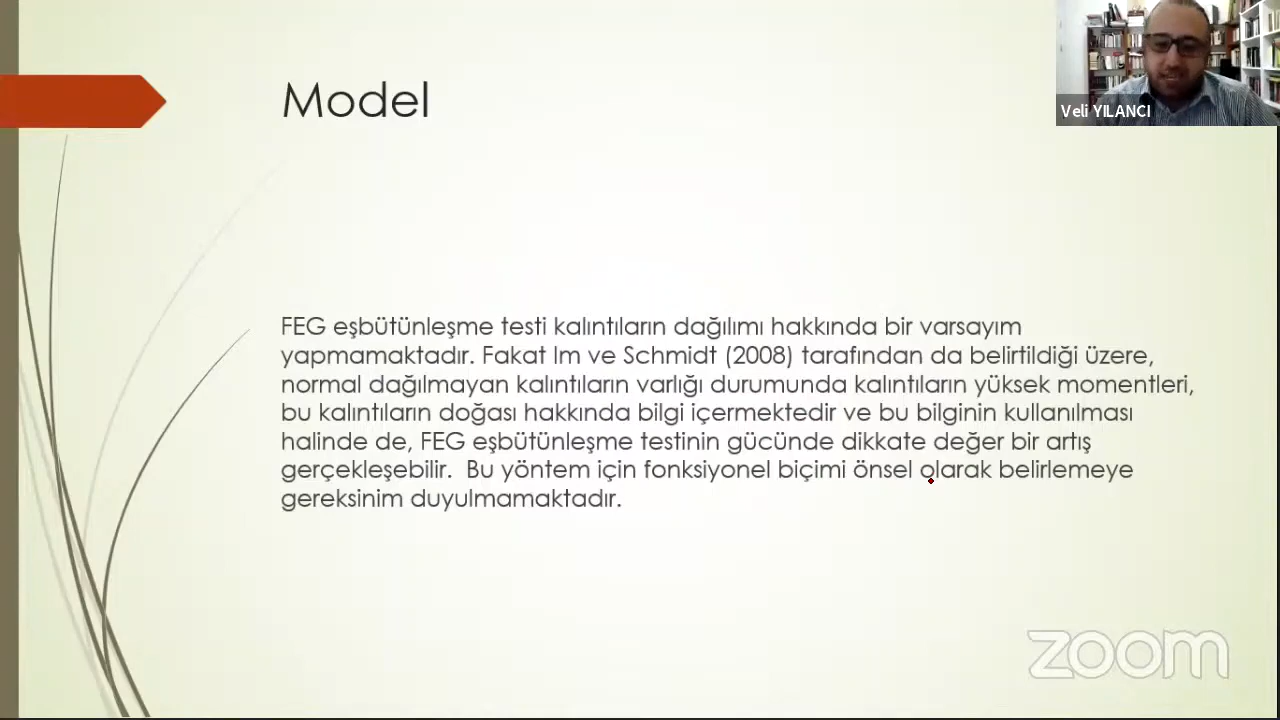 Model
Veli YILANCI
FEG eşbütünleşme testi kalıntıların dağılımı hakkında bir varsayım
yapmamaktadır. Fakat Im ve Schmidt (2008) tarafından da belirtildiği üzere,
normal dağılmayan kalıntıların varlığı durumunda kalıntıların yüksek momentleri,
bu kalıntıların doğası hakkında bilgi içermektedir ve bu bilginin kullanılması
halinde de, FEG eşbütünleşme testinin gücünde dikkate değer bir artış
gerçekleşebilir.  Bu yöntem için fonksiyonel biçimi önsel olarak belirlemeye
gereksinim duyulmamaktadır.
zoom